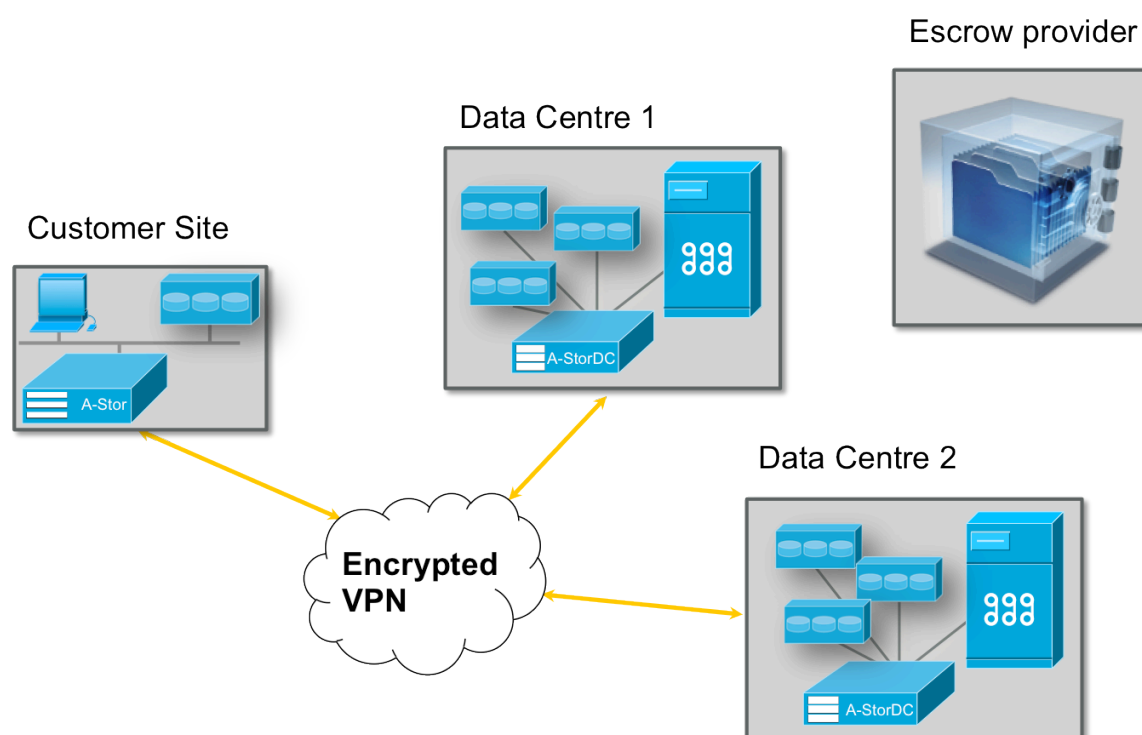 Escrow provider
Data Centre 1
Customer Site
A-StorDC
A-Stor
Data Centre 2
Encrypted
VPN
A-StorDC